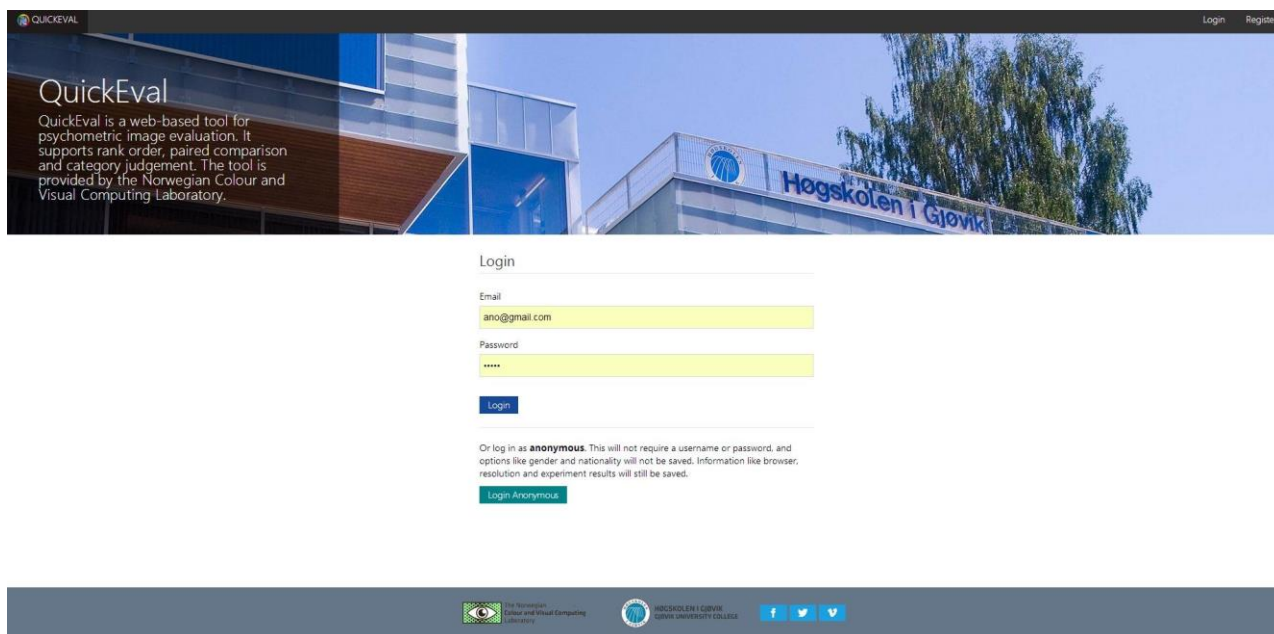 QUICKEVAL
Login Registe
QuickEval
QuickEval is a web-based tool for
psychometric image evaluation. It
supports rank order, paired comparison
and category judgement. The tool is
provided by the Norwegian Colour and
Visual Computing Laboratory.
Høgskolen i Gjøvik
Login
Email
ano@gmail.com
Password
•••••
Login
Or log in as anonymous. This will not require a username or password, and
options like gender and nationality will not be saved. Information like browser,
resolution and experiment results will still be saved.
Login Anonymous
The Norwegian
Colour and Visual Computing
Laboratory
HØGSKOLEN I GJØVIK
GJØVIK UNIVERSITY COLLEGE